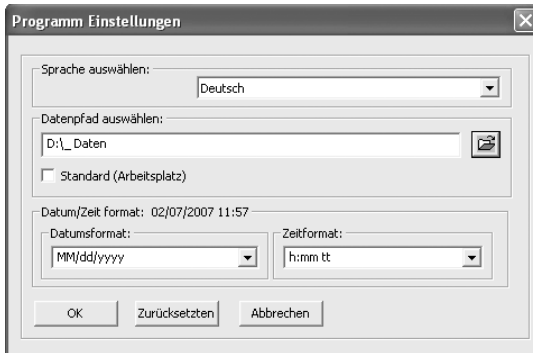 Programm Einstellungen
Sprache auswählen:
Deutsch
Datenpfad auswählen:
D:\_ Daten
Standard (Arbeitsplatz)
Datum/Zeit format: 02/07/2007 11:57
Datumsformat:
Zeitformat:
MM/dd/yyyy
h:mm tt
OK
Zurücksetzten
Abbrechen